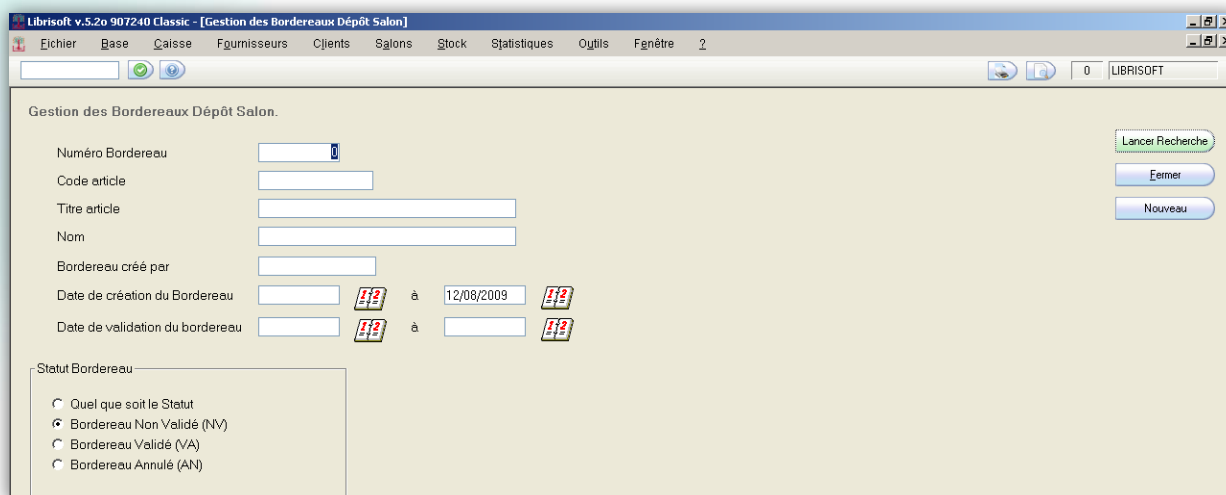 Librisoft v.5.2o 907240 Classic - [Gestion des Bordereaux Dépôt Salon]
Fichier Base Caisse Fournisseurs Clients Salons Stock Statistiques Outils Fenêtre ?
0 LIBRISOFT
Gestion des Bordereaux Dépôt Salon.
Lancer Recherche
Numéro Bordereau 0
Fermer
Code article
Titre article
Nouveau
Nom
Bordereau créé par
Date de création du Bordereau à 12/08/2009
Date de validation du bordereau à
Statut Bordereau
Quel que soit le Statut
Bordereau Non Validé (NV)
Bordereau Validé (VA)
Bordereau Annulé (AN)